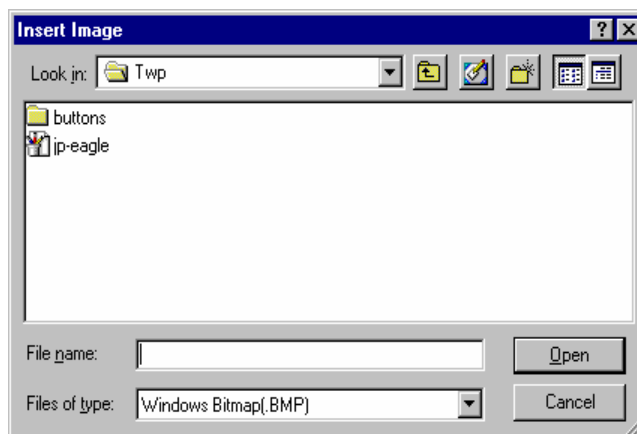 Insert Image
Look in: Twp
buttons
jp-eagle
File name: Open
Files of type: Windows Bitmap(.BMP) Cancel